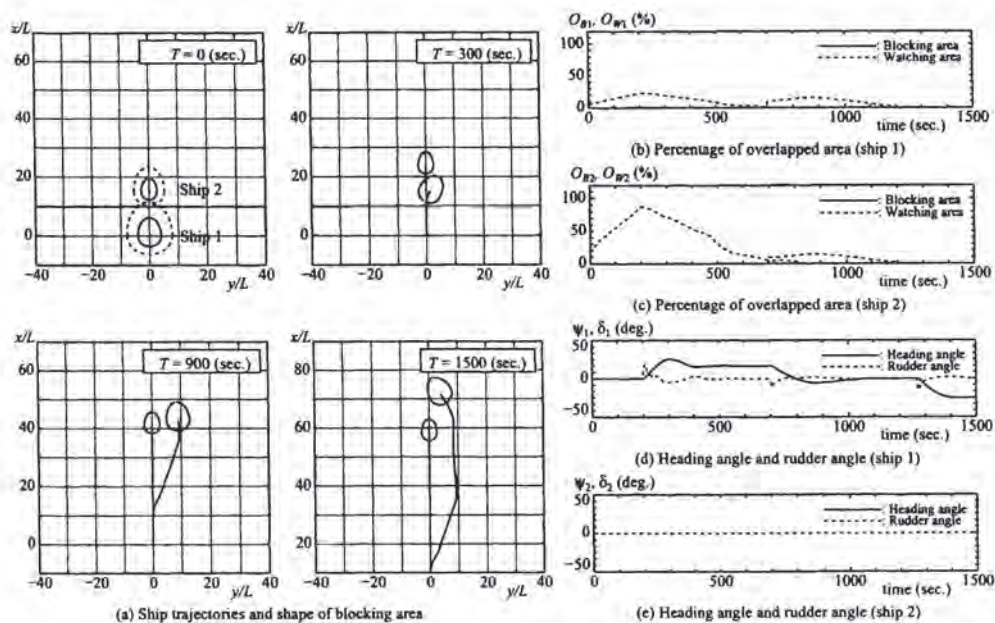 x/L
T = 0 (sec.)
60
40
20
0
Ship 2
Ship 1
−40 −20 0 20 40
y/L
x/L
T = 300 (sec.)
60
40
20
0
−40 −20 0 20 40
y/L
x/L
T = 900 (sec.)
60
40
20
0
−40 −20 0 20 40
y/L
x/L
T = 1500 (sec.)
80
60
40
20
−40 −20 0 20 40
y/L
(a) Ship trajectories and shape of blocking area
O_B1, O_W1 (%)
100
50
0
: Blocking area
: Watching area
0 500 1000 1500
time (sec.)
(b) Percentage of overlapped area (ship 1)
O_B2, O_W2 (%)
100
50
0
: Blocking area
: Watching area
0 500 1000 1500
time (sec.)
(c) Percentage of overlapped area (ship 2)
ψ1, δ1 (deg.)
50
0
−50
: Heading angle
: Rudder angle
0 500 1000 1500
time (sec.)
(d) Heading angle and rudder angle (ship 1)
ψ2, δ2 (deg.)
50
0
−50
: Heading angle
: Rudder angle
0 500 1000 1500
time (sec.)
(e) Heading angle and rudder angle (ship 2)